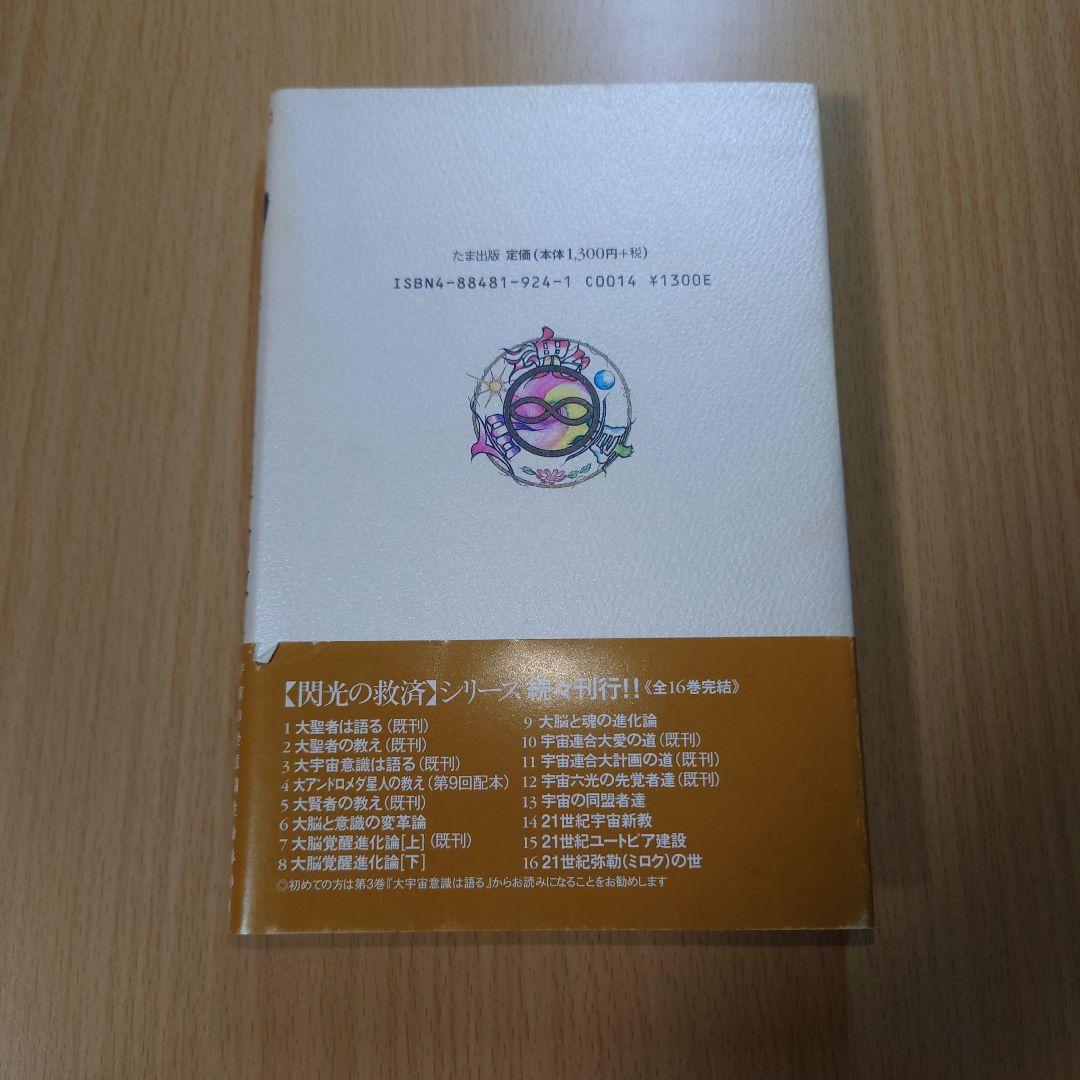 たま出版 定価(本体1,300円+税)
ISBN4-88481-924-1 C0014 ¥1300E
【閃光の救済】シリーズ 続々刊行!!《全16巻完結》
1 大聖者は語る(既刊)
2 大聖者の教え(既刊)
3 大宇宙意識は語る(既刊)
4 大アンドロメダ星人の教え(第9回配本)
5 大賢者の教え(既刊)
6 大脳と意識の変革論
7 大脳覚醒進化論[上](既刊)
8 大脳覚醒進化論[下]
9 大脳と魂の進化論
10 宇宙連合大愛の道(既刊)
11 宇宙連合大計画の道(既刊)
12 宇宙六光の先覚者達(既刊)
13 宇宙の同盟者達
14 21世紀宇宙新教
15 21世紀ユートピア建設
16 21世紀弥勒(ミロク)の世
◎初めての方は第3巻『大宇宙意識は語る』からお読みになることをお勧めします